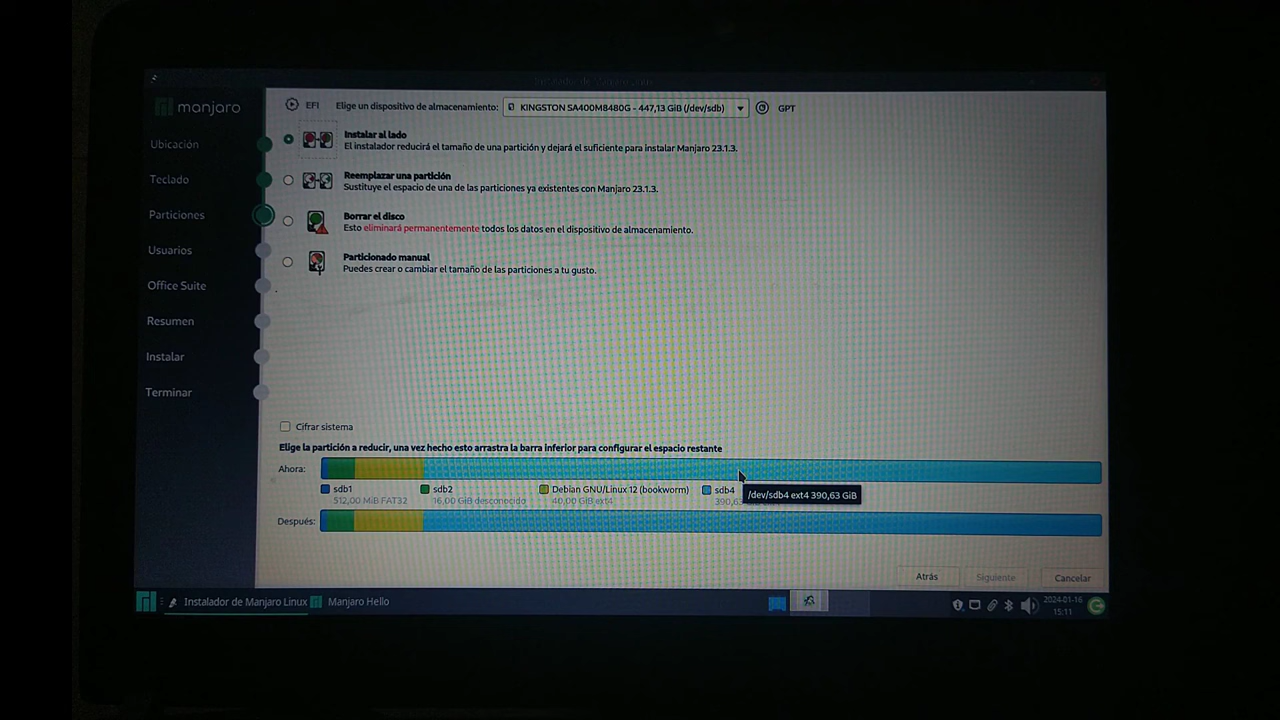 Instalador de Manjaro Linux
manjaro
Ubicación
Teclado
Particiones
Usuarios
Office Suite
Resumen
Instalar
Terminar
EFI
Elige un dispositivo de almacenamiento:
KINGSTON SA400M8480G - 447,13 GiB (/dev/sdb)
GPT
Instalar al lado
El instalador reducirá el tamaño de una partición y dejará el suficiente para instalar Manjaro 23.1.3.
Reemplazar una partición
Sustituye el espacio de una de las particiones ya existentes con Manjaro 23.1.3.
Borrar el disco
Esto eliminará permanentemente todos los datos en el dispositivo de almacenamiento.
Particionado manual
Puedes crear o cambiar el tamaño de las particiones a tu gusto.
Cifrar sistema
Elige la partición a reducir, una vez hecho esto arrastra la barra inferior para configurar el espacio restante
Ahora:
sdb1
512,00 MiB FAT32
sdb2
16,00 GiB desconocido
Debian GNU/Linux 12 (bookworm)
40,00 GiB ext4
sdb4
390,63
/dev/sdb4 ext4 390,63 GiB
Después:
Atrás
Siguiente
Cancelar
Instalador de Manjaro Linux
Manjaro Hello
2024-01-16
15:11